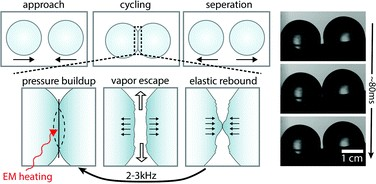 approach
cycling
seperation
pressure buildup
vapor escape
elastic rebound
EM heating
2-3kHz
~80ms
1 cm